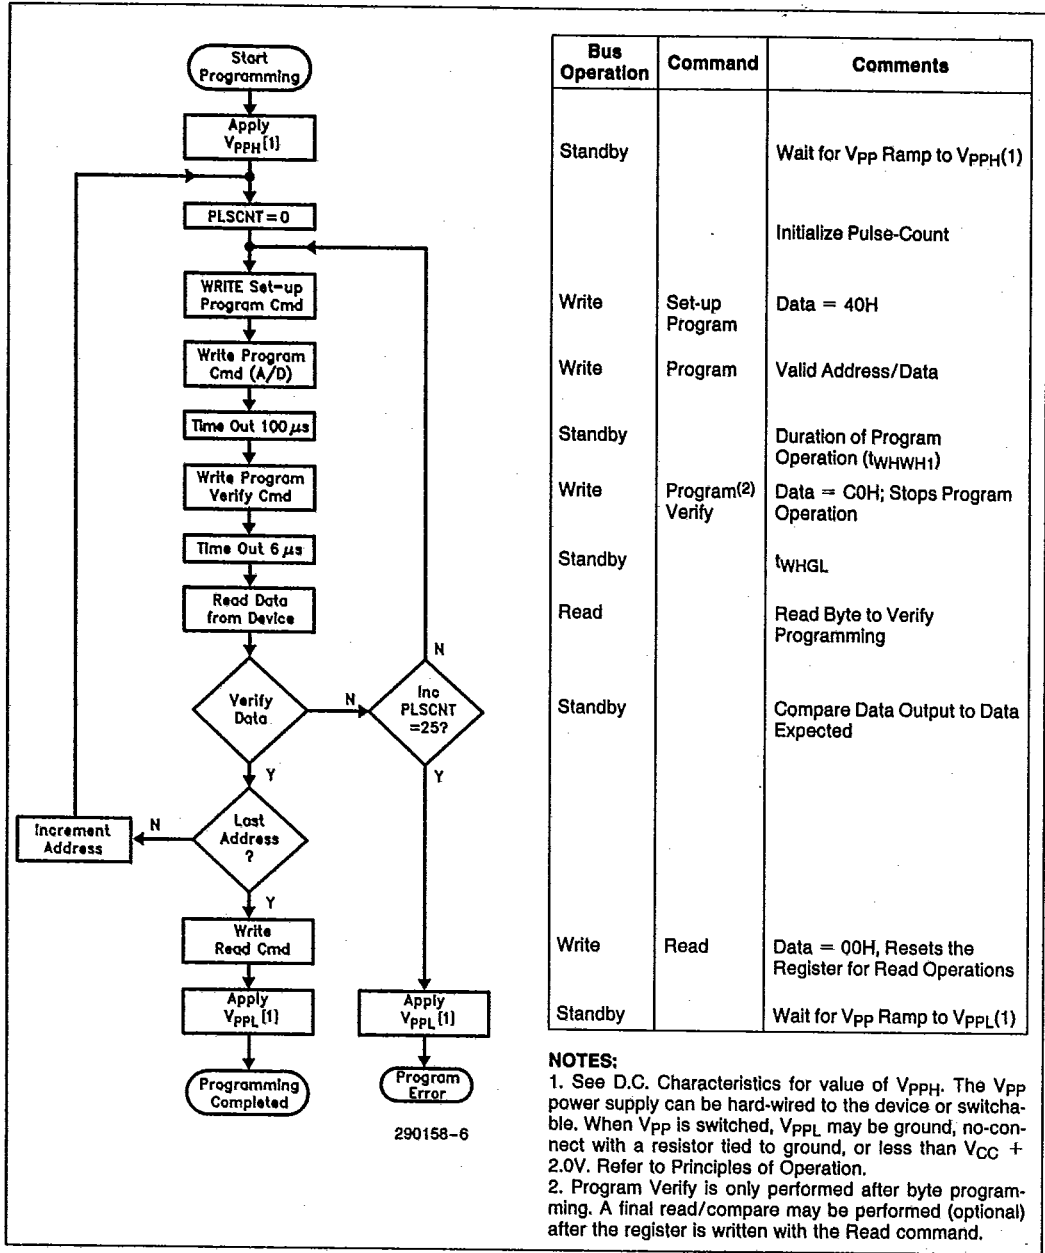 Start
Programming
Apply
VPPH[1]
PLSCNT=0
WRITE Set-up
Program Cmd
Write Program
Cmd (A/D)
Time Out 100 µs
Write Program
Verify Cmd
Time Out 6 µs
Read Data
from Device
Verify
Data
N
Inc
PLSCNT
=25?
N
Y
Y
Last
Address
?
N
Increment
Address
Y
Write
Read Cmd
Apply
VPPL[1]
Programming
Completed
Apply
VPPL[1]
Program
Error
290158-6
Bus
Operation
Command
Comments
Standby
Wait for VPP Ramp to VPPH(1)
Initialize Pulse-Count
Write
Set-up
Program
Data = 40H
Write
Program
Valid Address/Data
Standby
Duration of Program
Operation (tWHWH1)
Write
Program(2)
Verify
Data = C0H; Stops Program
Operation
Standby
tWHGL
Read
Read Byte to Verify
Programming
Standby
Compare Data Output to Data
Expected
Write
Read
Data = 00H, Resets the
Register for Read Operations
Standby
Wait for VPP Ramp to VPPL(1)
NOTES:
1. See D.C. Characteristics for value of VPPH. The VPP
power supply can be hard-wired to the device or switcha-
ble. When VPP is switched, VPPL may be ground, no-con-
nect with a resistor tied to ground, or less than VCC +
2.0V. Refer to Principles of Operation.
2. Program Verify is only performed after byte program-
ming. A final read/compare may be performed (optional)
after the register is written with the Read command.